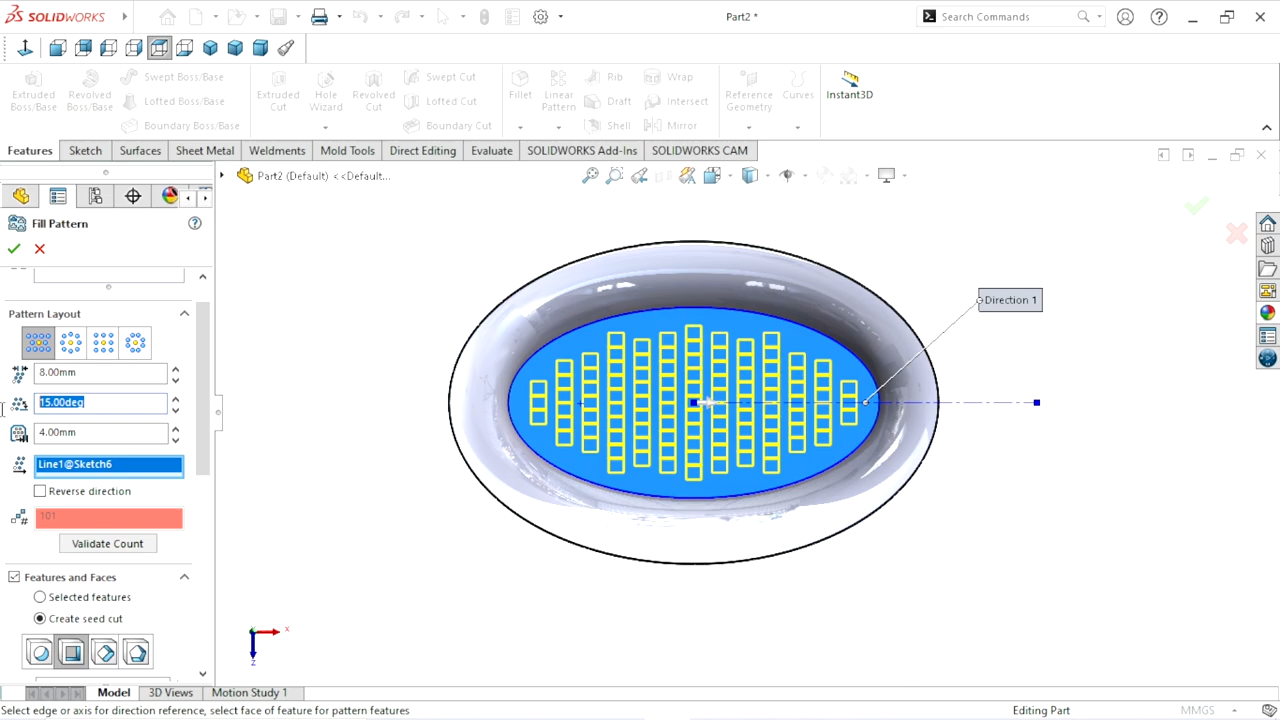 SOLIDWORKS
Part2 *
Search Commands
Extruded Boss/Base
Revolved Boss/Base
Swept Boss/Base
Lofted Boss/Base
Boundary Boss/Base
Extruded Cut
Hole Wizard
Revolved Cut
Swept Cut
Lofted Cut
Boundary Cut
Fillet
Linear Pattern
Rib
Draft
Shell
Wrap
Intersect
Mirror
Reference Geometry
Curves
Instant3D
Features
Sketch
Surfaces
Sheet Metal
Weldments
Mold Tools
Direct Editing
Evaluate
SOLIDWORKS Add-Ins
SOLIDWORKS CAM
Part2 (Default) <<Default...
Fill Pattern
Pattern Layout
8.00mm
15.00deg
4.00mm
Line1@Sketch6
Reverse direction
101
Validate Count
Features and Faces
Selected features
Create seed cut
Direction 1
x
z
Model
3D Views
Motion Study 1
Select edge or axis for direction reference, select face of feature for pattern features
Editing Part
MMGS